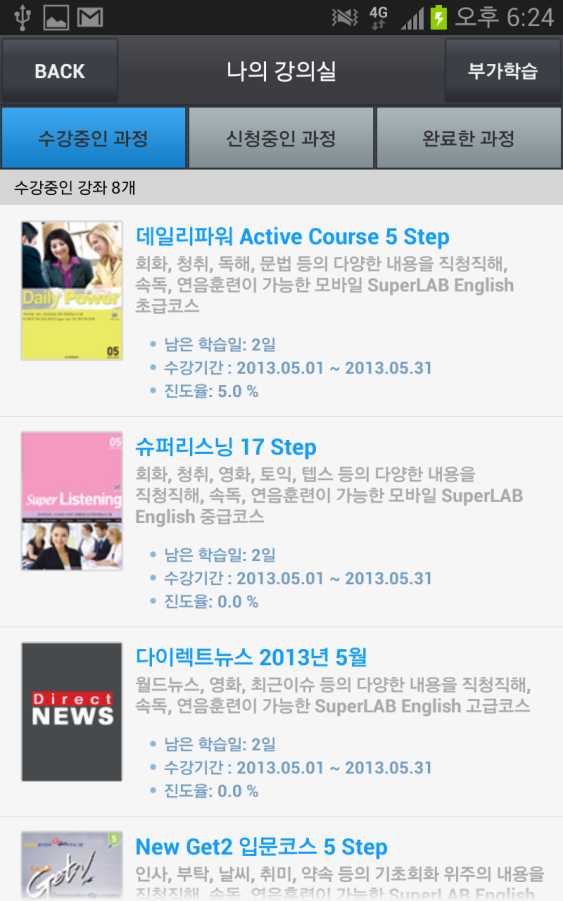 4G 오후 6:24
BACK 나의 강의실 부가학습
수강중인 과정 신청중인 과정 완료한 과정
수강중인 강좌 8개
Daily Power
05
데일리파워 Active Course 5 Step
회화, 청취, 독해, 문법 등의 다양한 내용을 직청직해,
속독, 연음훈련이 가능한 모바일 SuperLAB English
초급코스
남은 학습일: 2일
수강기간 : 2013.05.01 ~ 2013.05.31
진도율: 5.0 %
05
Super Listening
슈퍼리스닝 17 Step
회화, 청취, 영화, 토익, 텝스 등의 다양한 내용을
직청직해, 속독, 연음훈련이 가능한 모바일 SuperLAB
English 중급코스
남은 학습일: 2일
수강기간 : 2013.05.01 ~ 2013.05.31
진도율: 0.0 %
Direct
NEWS
다이렉트뉴스 2013년 5월
월드뉴스, 영화, 최근이슈 등의 다양한 내용을 직청직해,
속독, 연음훈련이 가능한 SuperLAB English 고급코스
남은 학습일: 2일
수강기간 : 2013.05.01 ~ 2013.05.31
진도율: 0.0 %
5
Get2!
New Get2 입문코스 5 Step
인사, 부탁, 날씨, 취미, 약속 등의 기초회화 위주의 내용을
직청직해, 속독, 연음훈련이 가능한 SuperLAB English